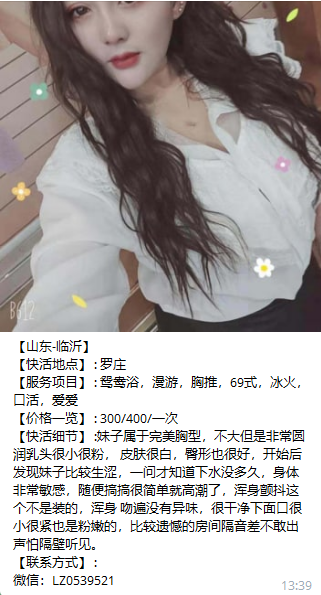 B612
【山东-临沂】
【快活地点】：罗庄
【服务项目】：鸳鸯浴，漫游，胸推，69式，冰火，
口活，爱爱
【价格一览】：300/400/一次
【快活细节】：妹子属于完美胸型，不大但是非常圆
润乳头很小很粉， 皮肤很白，臀形也很好，开始后
发现妹子比较生涩，一问才知道下水没多久，身体
非常敏感，随便搞搞很简单就高潮了，浑身颤抖这
个不是装的，浑身 吻遍没有异味，很干净下面口很
小很紧也是粉嫩的，比较遗憾的房间隔音差不敢出
声怕隔壁听见。
【联系方式】：
微信：LZ0539521
13:39